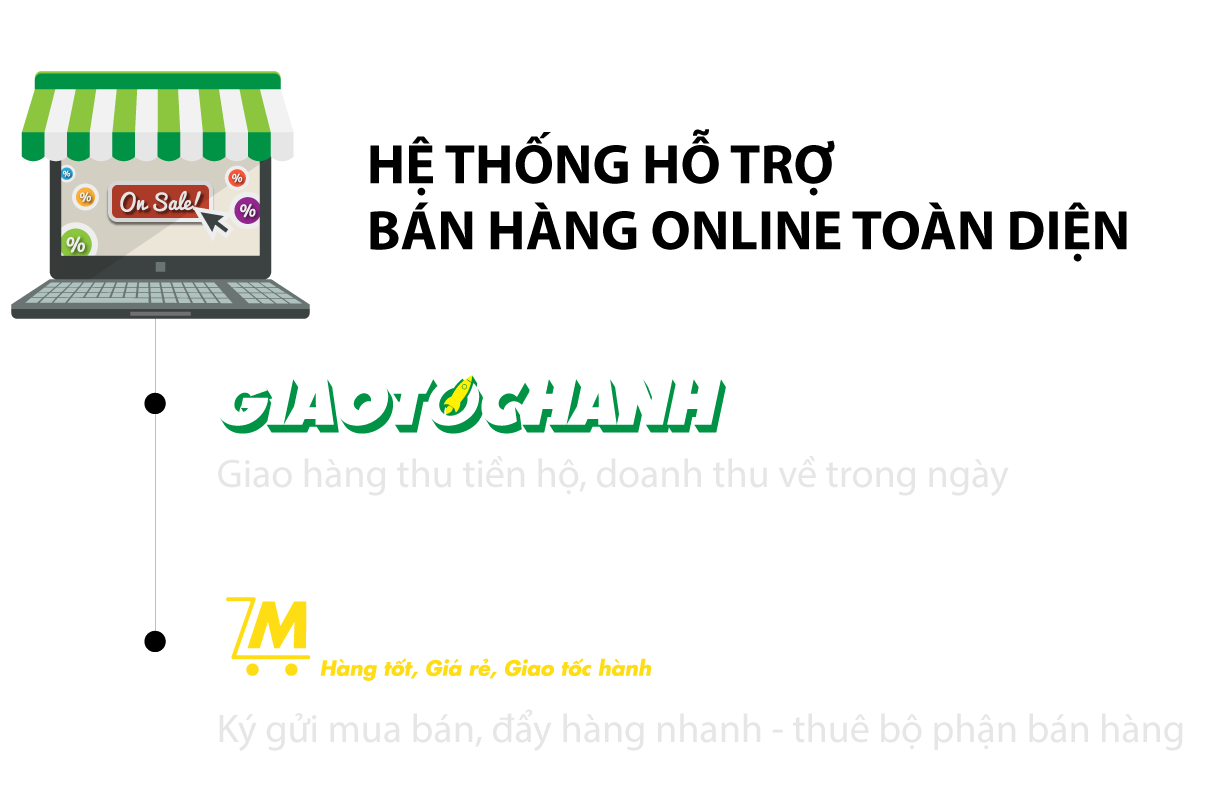 HỆ THỐNG HỖ TRỢ
BÁN HÀNG ONLINE TOÀN DIỆN
% % % % %
On Sale!
GIAOTOCHANH
Giao hàng thu tiền hộ, doanh thu về trong ngày
M
Hàng tốt, Giá rẻ, Giao tốc hành
Ký gửi mua bán, đẩy hàng nhanh - thuê bộ phận bán hàng